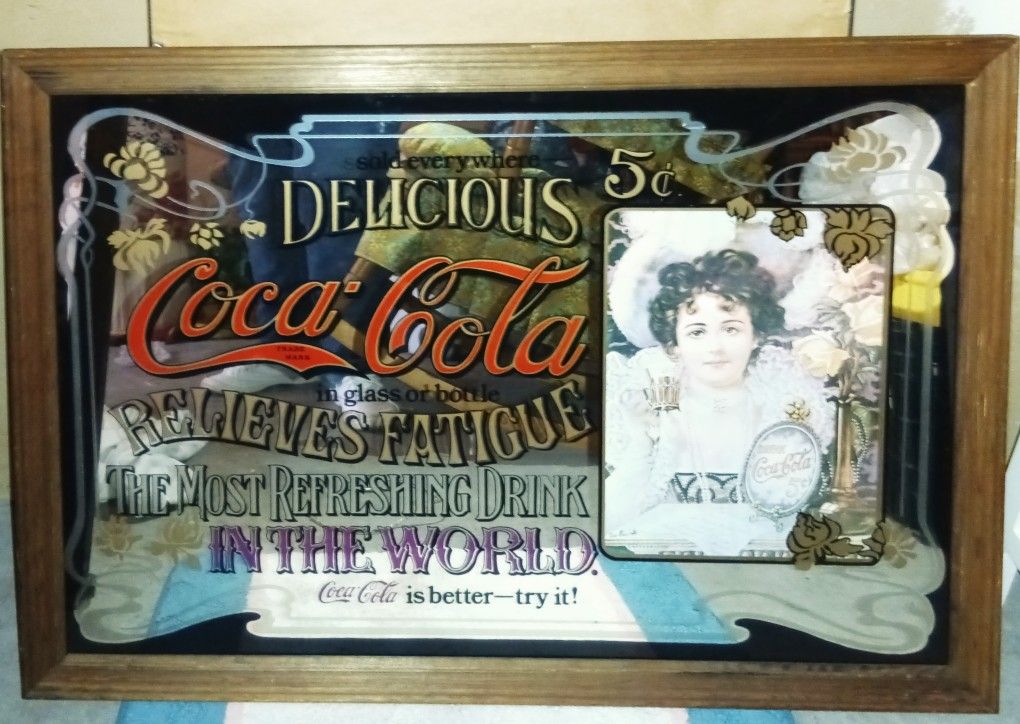 sold everywhere
5¢
DELICIOUS
Coca-Cola
TRADE MARK
in glass or bottle
RELIEVES FATIGUE
THE MOST REFRESHING DRINK
IN THE WORLD.
Coca-Cola is better—try it!
Coca-Cola
5¢